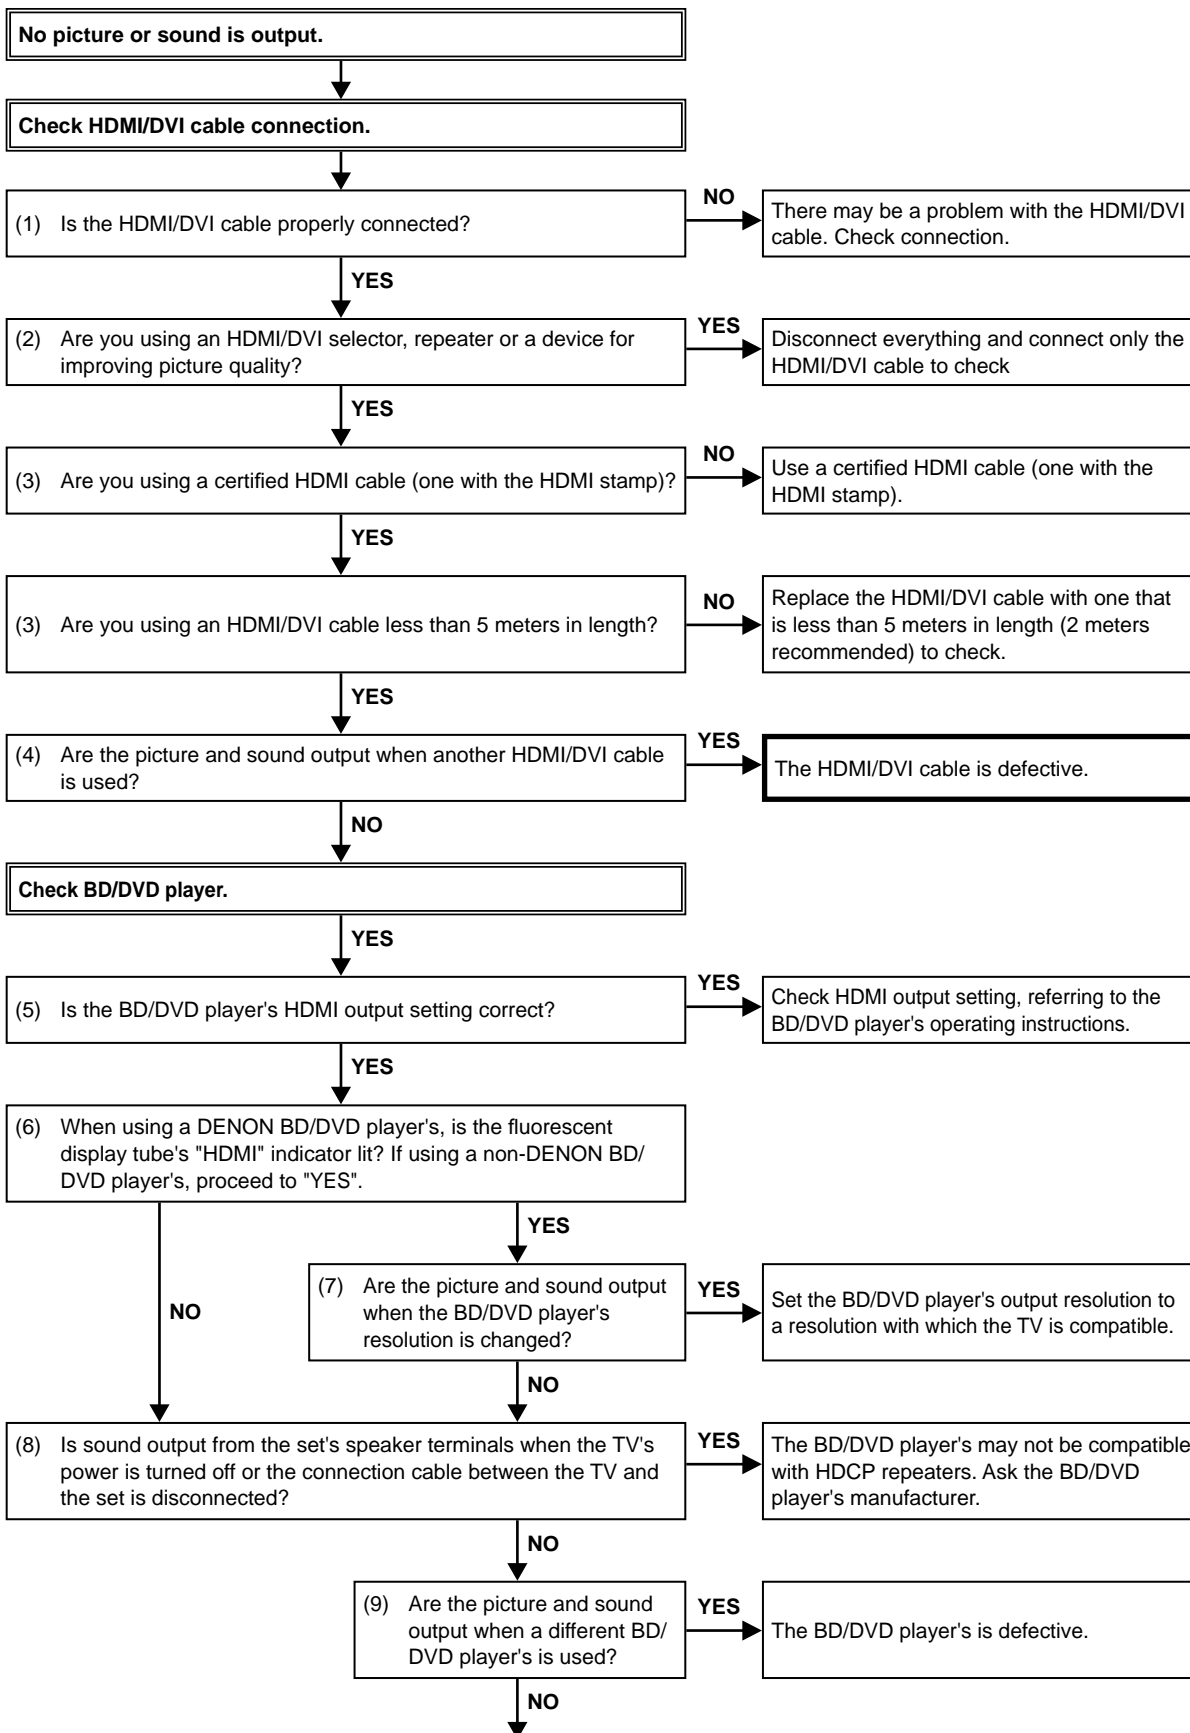 No picture or sound is output.
Check HDMI/DVI cable connection.
(1) Is the HDMI/DVI cable properly connected?
NO
There may be a problem with the HDMI/DVI
cable. Check connection.
YES
(2) Are you using an HDMI/DVI selector, repeater or a device for
improving picture quality?
YES
Disconnect everything and connect only the
HDMI/DVI cable to check
YES
(3) Are you using a certified HDMI cable (one with the HDMI stamp)?
NO
Use a certified HDMI cable (one with the
HDMI stamp).
YES
(3) Are you using an HDMI/DVI cable less than 5 meters in length?
NO
Replace the HDMI/DVI cable with one that
is less than 5 meters in length (2 meters
recommended) to check.
YES
(4) Are the picture and sound output when another HDMI/DVI cable
is used?
YES
The HDMI/DVI cable is defective.
NO
Check BD/DVD player.
YES
(5) Is the BD/DVD player's HDMI output setting correct?
YES
Check HDMI output setting, referring to the
BD/DVD player's operating instructions.
YES
(6) When using a DENON BD/DVD player's, is the fluorescent
display tube's "HDMI" indicator lit? If using a non-DENON BD/
DVD player's, proceed to "YES".
YES
NO
(7) Are the picture and sound output
when the BD/DVD player's
resolution is changed?
YES
Set the BD/DVD player's output resolution to
a resolution with which the TV is compatible.
NO
(8) Is sound output from the set's speaker terminals when the TV's
power is turned off or the connection cable between the TV and
the set is disconnected?
YES
The BD/DVD player's may not be compatible
with HDCP repeaters. Ask the BD/DVD
player's manufacturer.
NO
(9) Are the picture and sound
output when a different BD/
DVD player's is used?
YES
The BD/DVD player's is defective.
NO